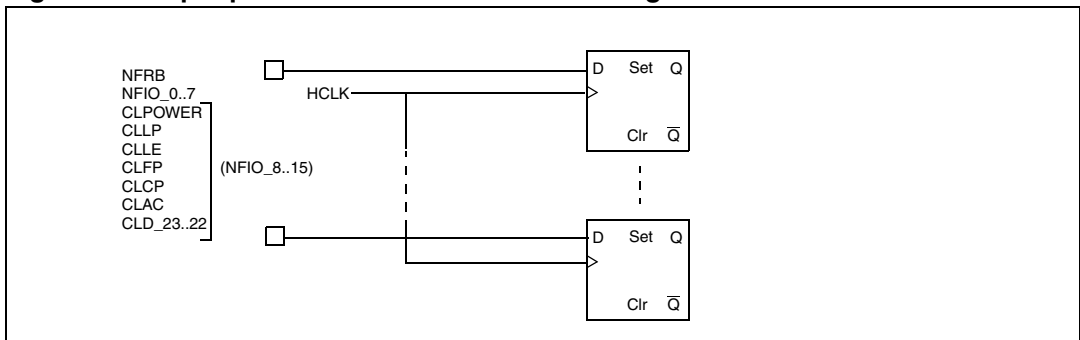 NFRB
NFIO_0..7
CLPOWER
CLLP
CLLE
CLFP
CLCP
CLAC
CLD_23..22
(NFIO_8..15)
HCLK
D Set Q
Clr Q̅
D Set Q
Clr Q̅